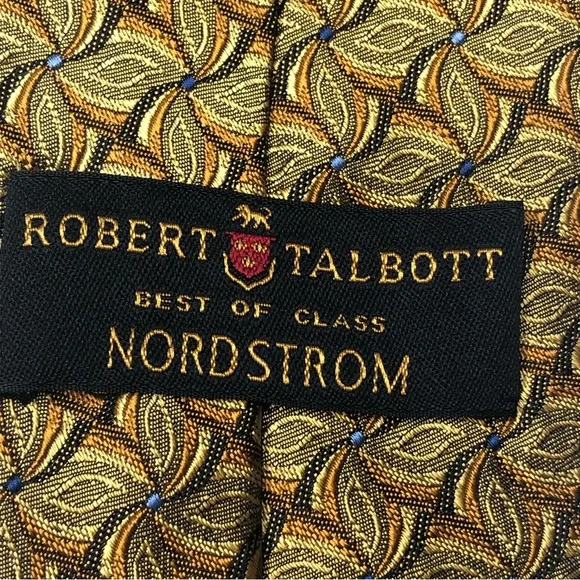 ROBERT TALBOTT
BEST OF CLASS
NORDSTROM